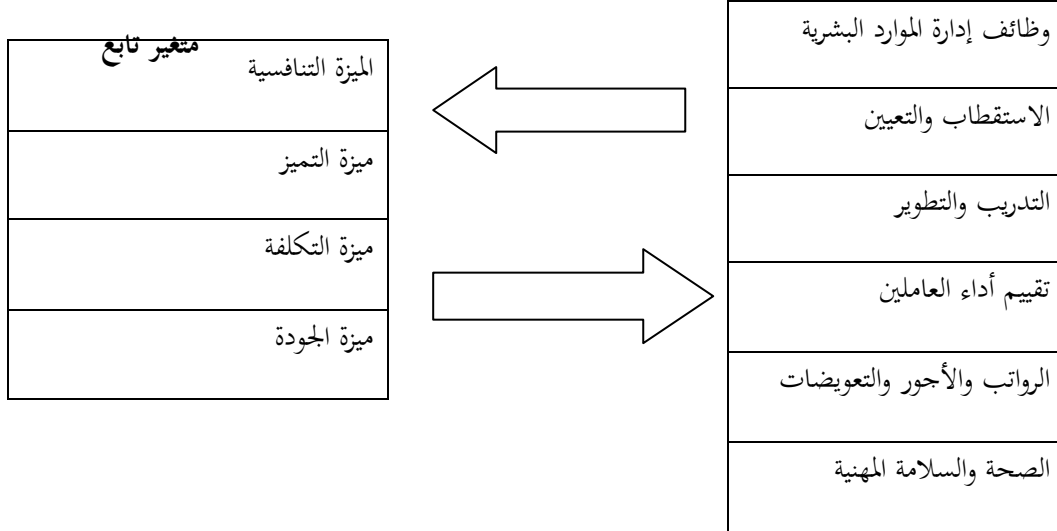 وظائف إدارة الموارد البشرية
الاستقطاب والتعيين
التدريب والتطوير
تقييم أداء العاملين
الرواتب والأجور والتعويضات
الصحة والسلامة المهنية
متغير تابع
الميزة التنافسية
ميزة التميز
ميزة التكلفة
ميزة الجودة